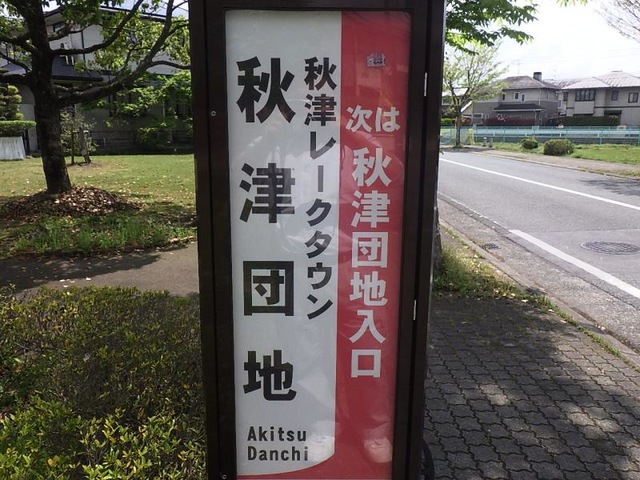 次は
秋津団地入口
秋津レークタウン
秋津団地
Akitsu
Danchi